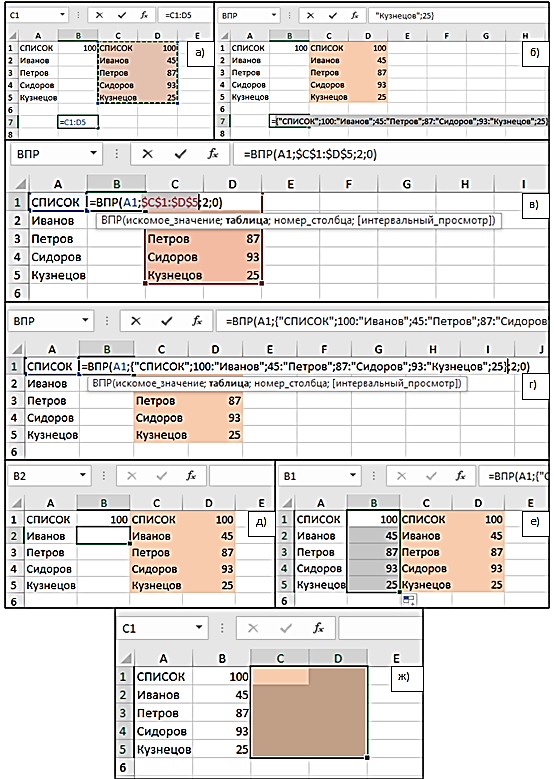 C1 =C1:D5
A B C D E
1 СПИСОК 100 СПИСОК 100
2 Иванов Иванов 45
3 Петров Петров 87
4 Сидоров Сидоров 93
5 Кузнецов Кузнецов 25
6
7 =C1:D5
8
а)
ВПР "Кузнецов";25}
A B C D E F G H
1 СПИСОК 100 СПИСОК 100
2 Иванов Иванов 45
3 Петров Петров 87
4 Сидоров Сидоров 93
5 Кузнецов Кузнецов 25
6
7 ={"СПИСОК";100:"Иванов";45:"Петров";87:"Сидоров";93:"Кузнецов";25}
8
б)
ВПР fx =ВПР(A1;$C$1:$D$5;2;0)
A B C D E F G H I
1 СПИСОК =ВПР(A1;$C$1:$D$5;2;0)
2 Иванов ВПР(искомое_значение; таблица; номер_столбца; [интервальный_просмотр])
3 Петров Петров 87
4 Сидоров Сидоров 93
5 Кузнецов Кузнецов 25
6
в)
ВПР fx =ВПР(A1;{"СПИСОК";100:"Иванов";45:"Петров";87:"Сидоров
A B C D E F G H I J
1 СПИСОК =ВПР(A1;{"СПИСОК";100:"Иванов";45:"Петров";87:"Сидоров";93:"Кузнецов";25};2;0)
2 Иванов ВПР(искомое_значение; таблица; номер_столбца; [интервальный_просмотр])
3 Петров Петров 87
4 Сидоров Сидоров 93
5 Кузнецов Кузнецов 25
6
г)
B2 fx
A B C D E
1 СПИСОК 100 СПИСОК 100
2 Иванов Иванов 45
3 Петров Петров 87
4 Сидоров Сидоров 93
5 Кузнецов Кузнецов 25
6
д)
B1 fx =ВПР(A1;{"С
A B C D E
1 СПИСОК 100 СПИСОК 100
2 Иванов 45 Иванов 45
3 Петров 87 Петров 87
4 Сидоров 93 Сидоров 93
5 Кузнецов 25 Кузнецов 25
6
е)
C1 fx
A B C D E
1 СПИСОК 100
2 Иванов 45
3 Петров 87
4 Сидоров 93
5 Кузнецов 25
6
ж)